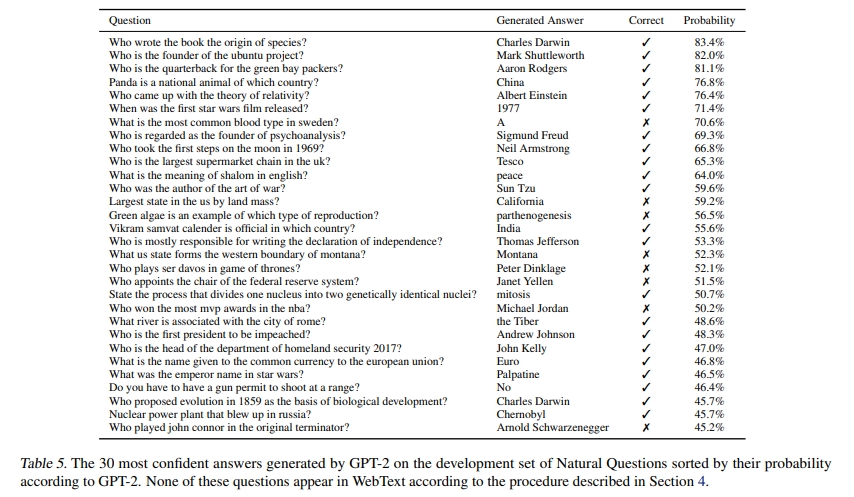 Question Generated Answer Correct Probability
Who wrote the book the origin of species? Charles Darwin ✓ 83.4%
Who is the founder of the ubuntu project? Mark Shuttleworth ✓ 82.0%
Who is the quarterback for the green bay packers? Aaron Rodgers ✓ 81.1%
Panda is a national animal of which country? China ✓ 76.8%
Who came up with the theory of relativity? Albert Einstein ✓ 76.4%
When was the first star wars film released? 1977 ✓ 71.4%
What is the most common blood type in sweden? A ✗ 70.6%
Who is regarded as the founder of psychoanalysis? Sigmund Freud ✓ 69.3%
Who took the first steps on the moon in 1969? Neil Armstrong ✓ 66.8%
Who is the largest supermarket chain in the uk? Tesco ✓ 65.3%
What is the meaning of shalom in english? peace ✓ 64.0%
Who was the author of the art of war? Sun Tzu ✓ 59.6%
Largest state in the us by land mass? California ✗ 59.2%
Green algae is an example of which type of reproduction? parthenogenesis ✗ 56.5%
Vikram samvat calender is official in which country? India ✓ 55.6%
Who is mostly responsible for writing the declaration of independence? Thomas Jefferson ✓ 53.3%
What us state forms the western boundary of montana? Montana ✗ 52.3%
Who plays ser davos in game of thrones? Peter Dinklage ✗ 52.1%
Who appoints the chair of the federal reserve system? Janet Yellen ✗ 51.5%
State the process that divides one nucleus into two genetically identical nuclei? mitosis ✓ 50.7%
Who won the most mvp awards in the nba? Michael Jordan ✗ 50.2%
What river is associated with the city of rome? the Tiber ✓ 48.6%
Who is the first president to be impeached? Andrew Johnson ✓ 48.3%
Who is the head of the department of homeland security 2017? John Kelly ✓ 47.0%
What is the name given to the common currency to the european union? Euro ✓ 46.8%
What was the emperor name in star wars? Palpatine ✓ 46.5%
Do you have to have a gun permit to shoot at a range? No ✓ 46.4%
Who proposed evolution in 1859 as the basis of biological development? Charles Darwin ✓ 45.7%
Nuclear power plant that blew up in russia? Chernobyl ✓ 45.7%
Who played john connor in the original terminator? Arnold Schwarzenegger ✗ 45.2%
Table 5. The 30 most confident answers generated by GPT-2 on the development set of Natural Questions sorted by their probability
according to GPT-2. None of these questions appear in WebText according to the procedure described in Section 4.